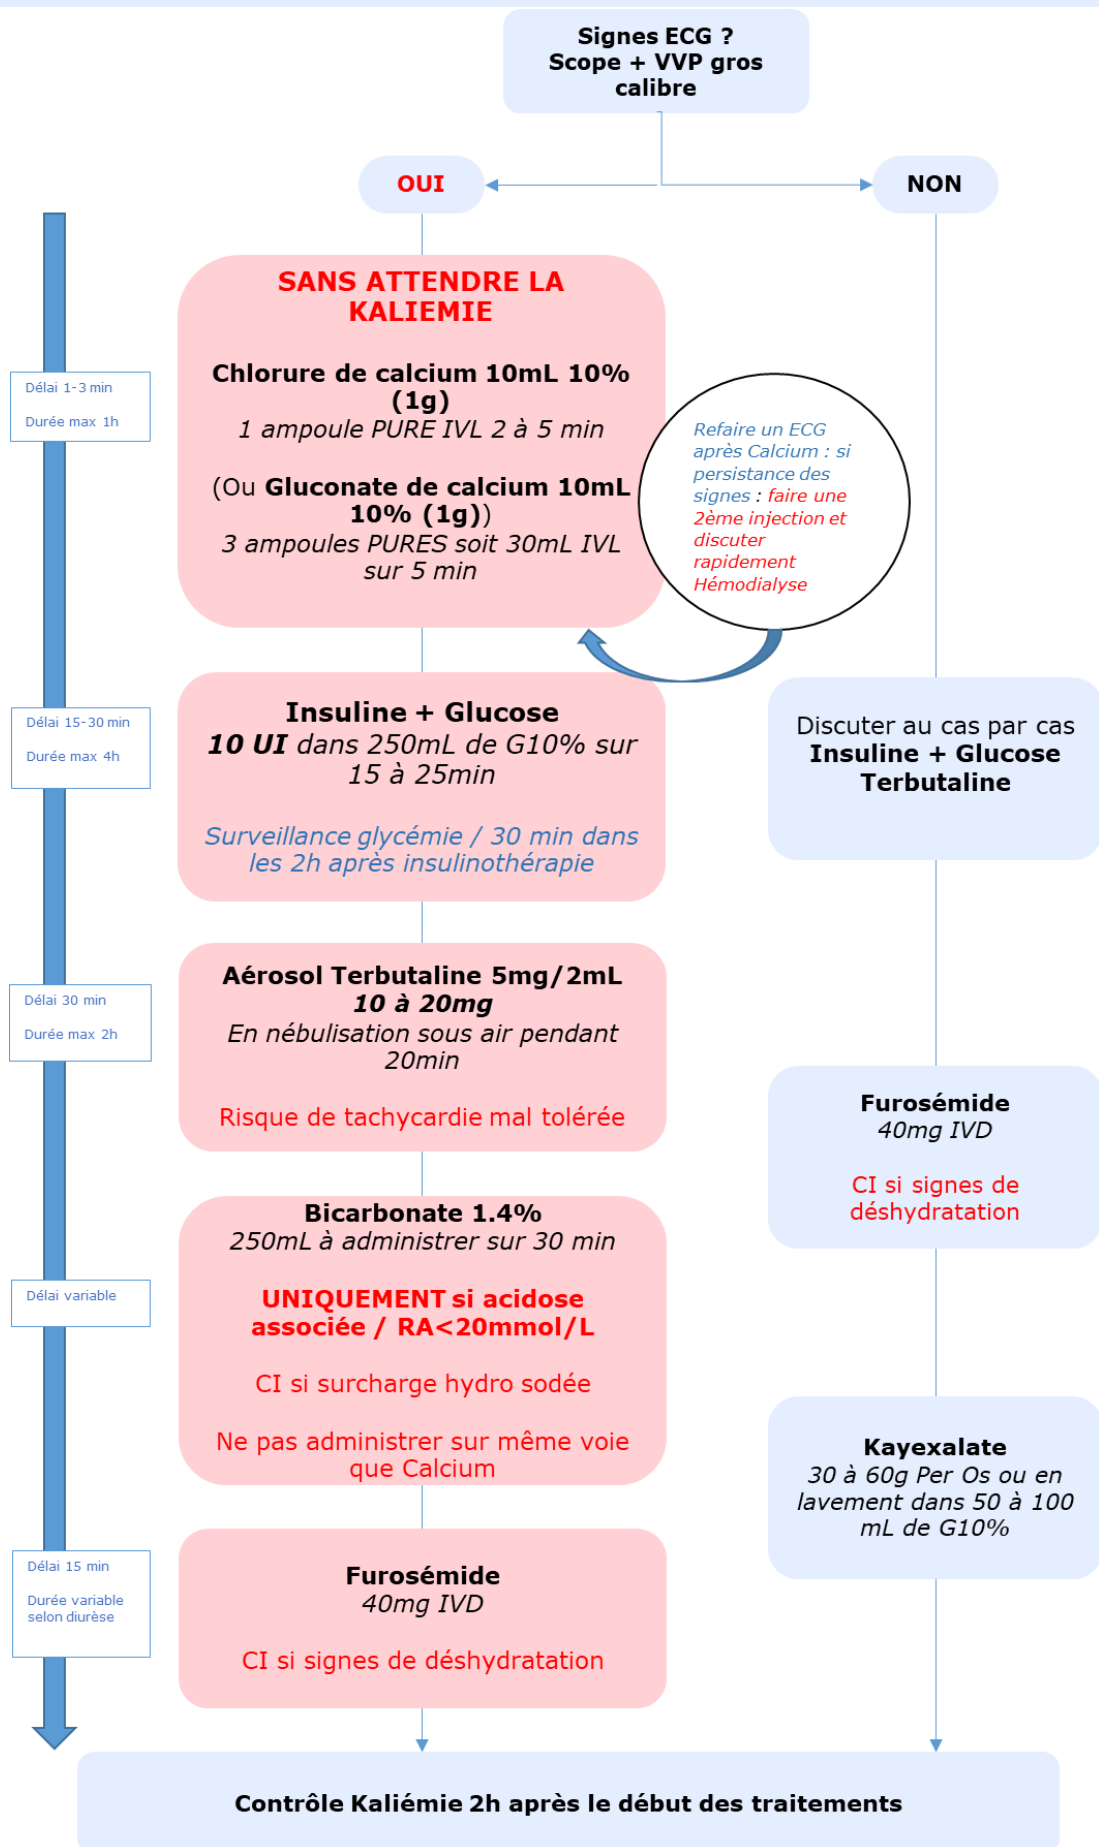 Signes ECG ?
Scope + VVP gros
calibre
OUI
NON
SANS ATTENDRE LA
KALIEMIE
Chlorure de calcium 10mL 10%
(1g)
1 ampoule PURE IVL 2 à 5 min
(Ou Gluconate de calcium 10mL
10% (1g))
3 ampoules PURES soit 30mL IVL
sur 5 min
Délai 1-3 min
Durée max 1h
Refaire un ECG
après Calcium : si
persistance des
signes : faire une
2ème injection et
discuter
rapidement
Hémodialyse
Délai 15-30 min
Durée max 4h
Insuline + Glucose
10 UI dans 250mL de G10% sur
15 à 25min
Surveillance glycémie / 30 min dans
les 2h après insulinothérapie
Discuter au cas par cas
Insuline + Glucose
Terbutaline
Délai 30 min
Durée max 2h
Aérosol Terbutaline 5mg/2mL
10 à 20mg
En nébulisation sous air pendant
20min
Risque de tachycardie mal tolérée
Furosémide
40mg IVD
CI si signes de
déshydratation
Délai variable
Bicarbonate 1.4%
250mL à administrer sur 30 min
UNIQUEMENT si acidose
associée / RA<20mmol/L
CI si surcharge hydro sodée
Ne pas administrer sur même voie
que Calcium
Kayexalate
30 à 60g Per Os ou en
lavement dans 50 à 100
mL de G10%
Délai 15 min
Durée variable
selon diurèse
Furosémide
40mg IVD
CI si signes de déshydratation
Contrôle Kaliémie 2h après le début des traitements